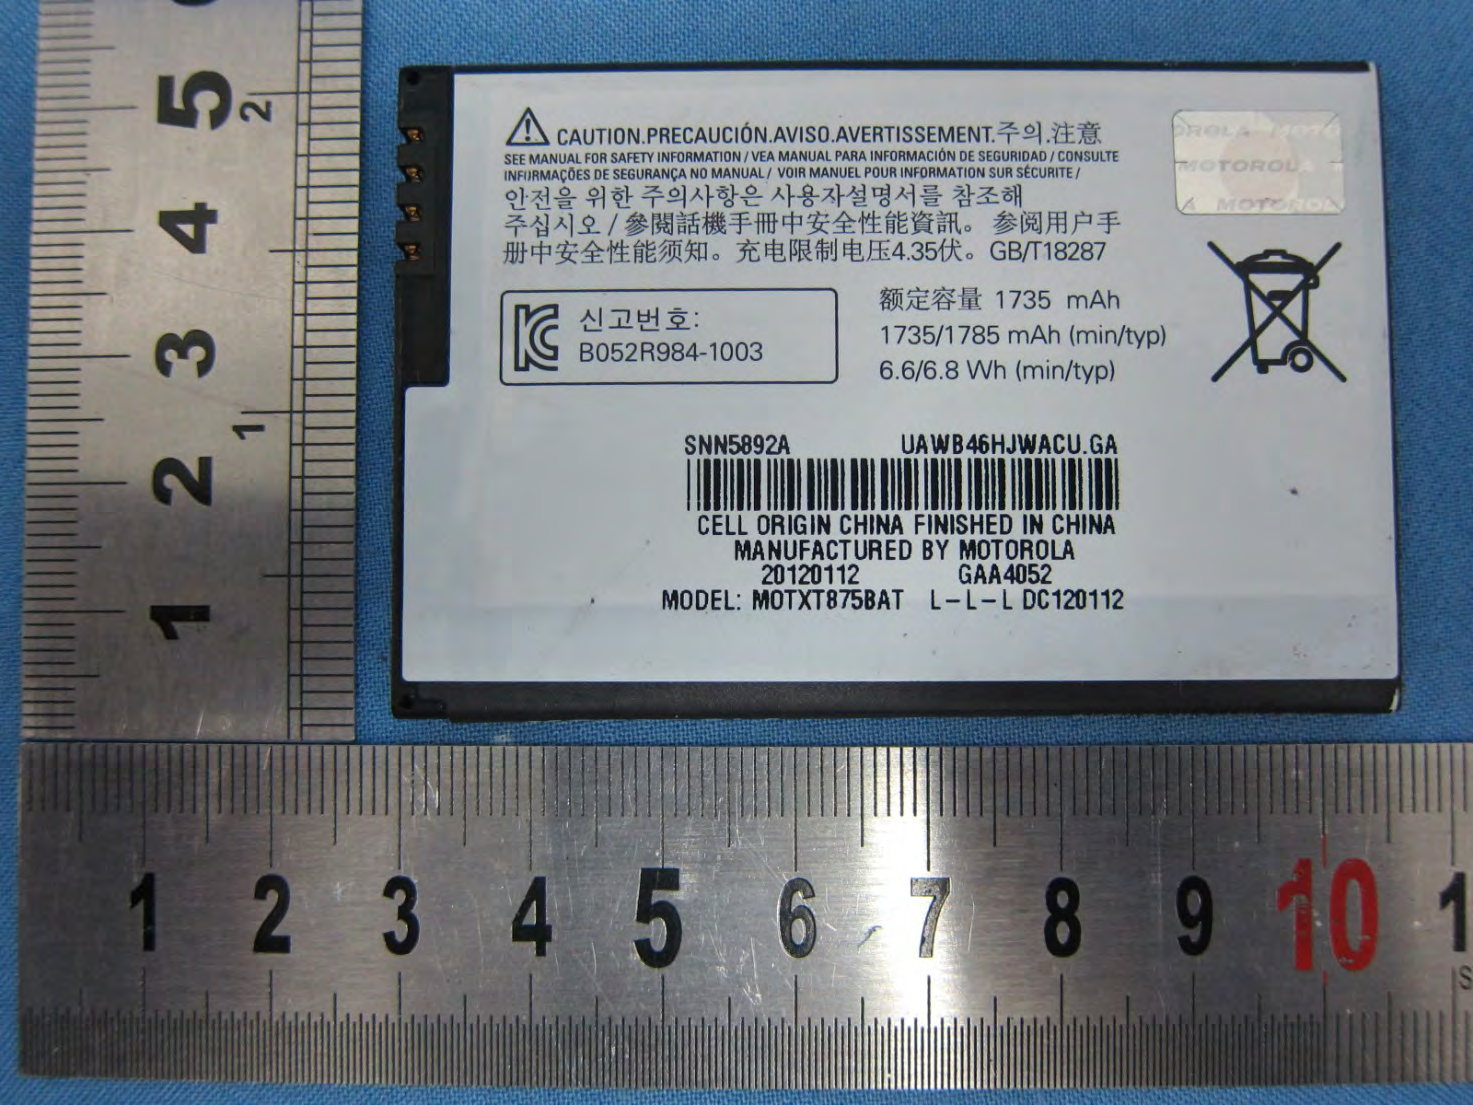 CAUTION.PRECAUCIÓN.AVISO.AVERTISSEMENT.주의.注意
SEE MANUAL FOR SAFETY INFORMATION / VEA MANUAL PARA INFORMACIÓN DE SEGURIDAD / CONSULTE
INFORMAÇÕES DE SEGURANÇA NO MANUAL / VOIR MANUEL POUR INFORMATION SUR SÉCURITE /
안전을 위한 주의사항은 사용자설명서를 참조해
주십시오 / 參閱話機手冊中安全性能資訊。 参阅用户手
册中安全性能须知。充电限制电压4.35伏。GB/T18287
MOTOROLA
MOTOROLA
KC
신고번호:
B052R984-1003
额定容量 1735 mAh
1735/1785 mAh (min/typ)
6.6/6.8 Wh (min/typ)
SNN5892A UAWB46HJWACU.GA
CELL ORIGIN CHINA FINISHED IN CHINA
MANUFACTURED BY MOTOROLA
20120112 GAA4052
MODEL: MOTXT875BAT L-L-L DC120112
5
4
3
2
1
2
1
1 2 3 4 5 6 7 8 9 10